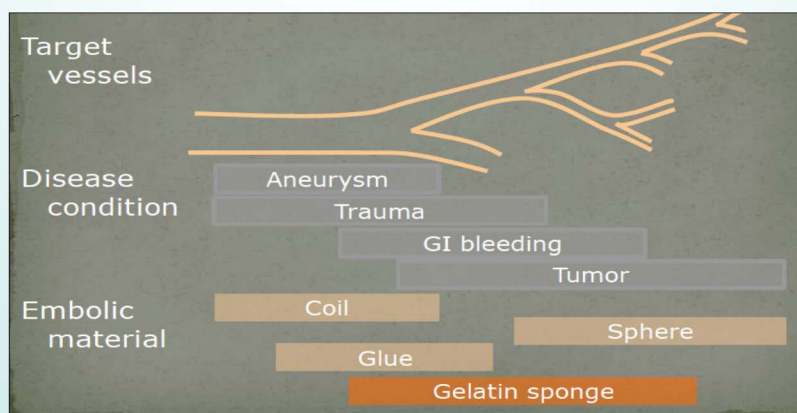 Target
vessels
Disease
condition
Aneurysm
Trauma
GI bleeding
Tumor
Embolic
material
Coil
Sphere
Glue
Gelatin sponge